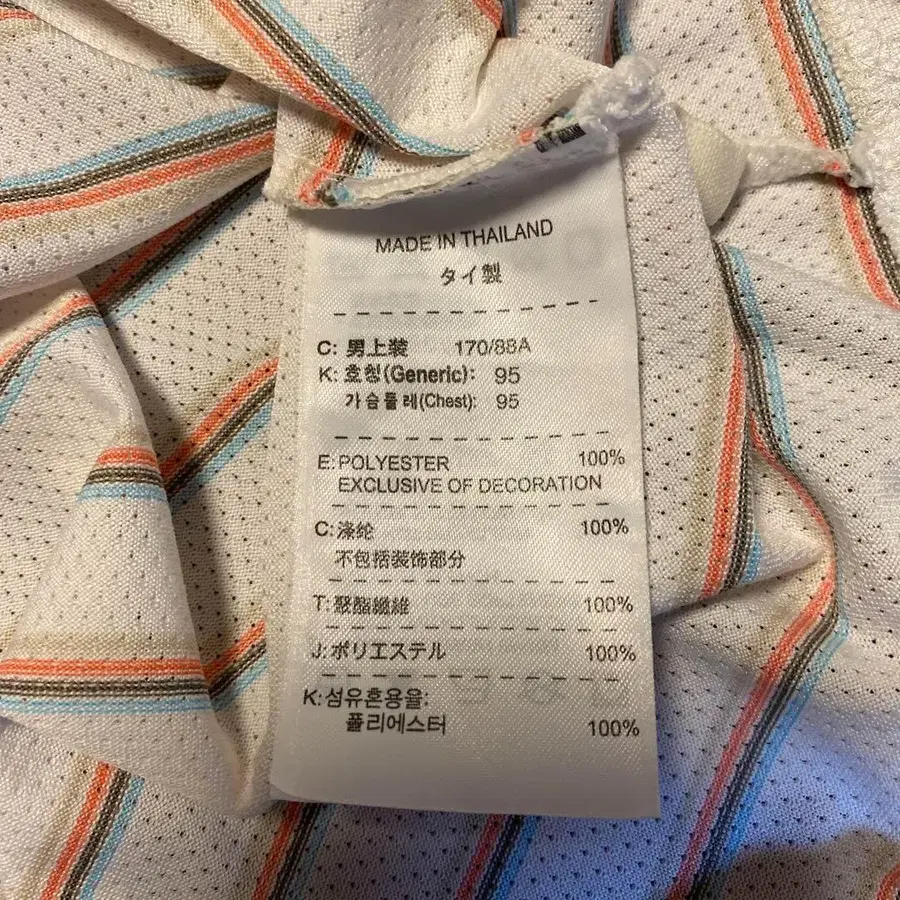 MADE IN THAILAND
タイ製
C: 男上装 170/88A
K: 호칭(Generic): 95
가슴둘레(Chest): 95
E: POLYESTER 100%
EXCLUSIVE OF DECORATION
C: 涤纶 100%
不包括装饰部分
T: 聚酯纖維 100%
J: ポリエステル 100%
K: 섬유혼용율:
폴리에스터 100%